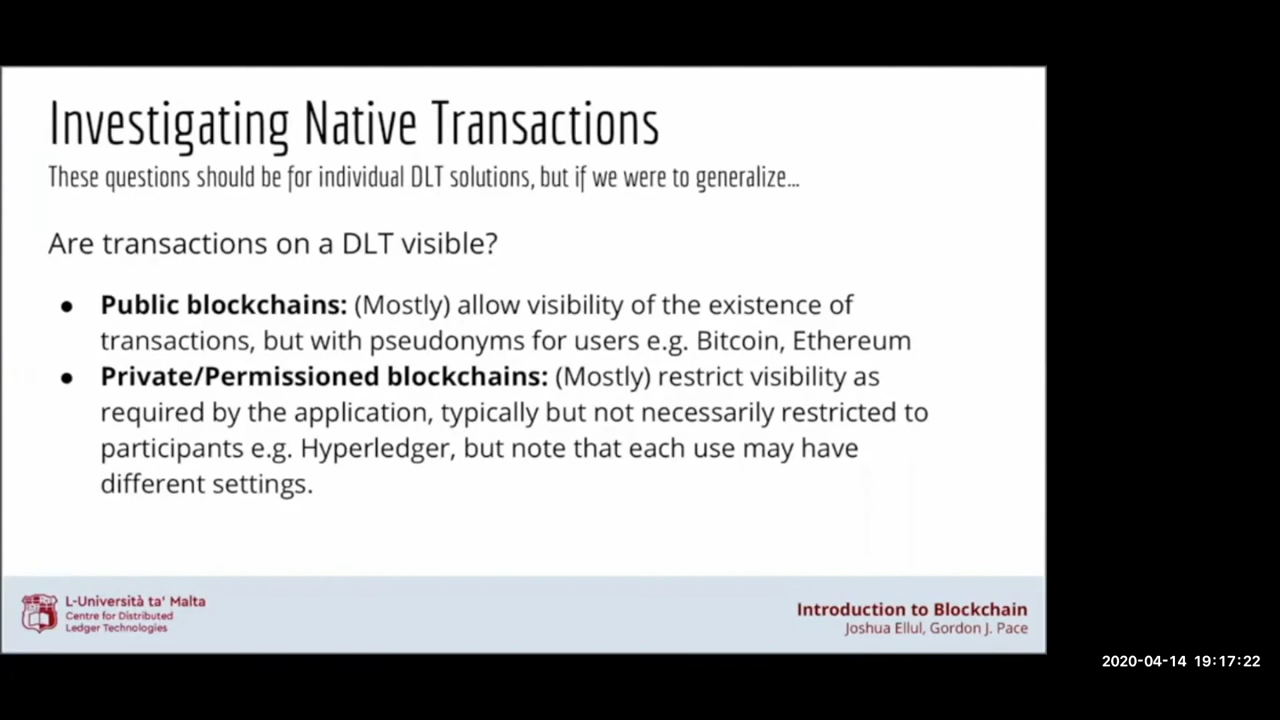 Investigating Native Transactions
These questions should be for individual DLT solutions, but if we were to generalize...
Are transactions on a DLT visible?
● Public blockchains: (Mostly) allow visibility of the existence of
transactions, but with pseudonyms for users e.g. Bitcoin, Ethereum
● Private/Permissioned blockchains: (Mostly) restrict visibility as
required by the application, typically but not necessarily restricted to
participants e.g. Hyperledger, but note that each use may have
different settings.
L-Università ta' Malta
Centre for Distributed
Ledger Technologies
Introduction to Blockchain
Joshua Ellul, Gordon J. Pace
2020-04-14 19:17:22